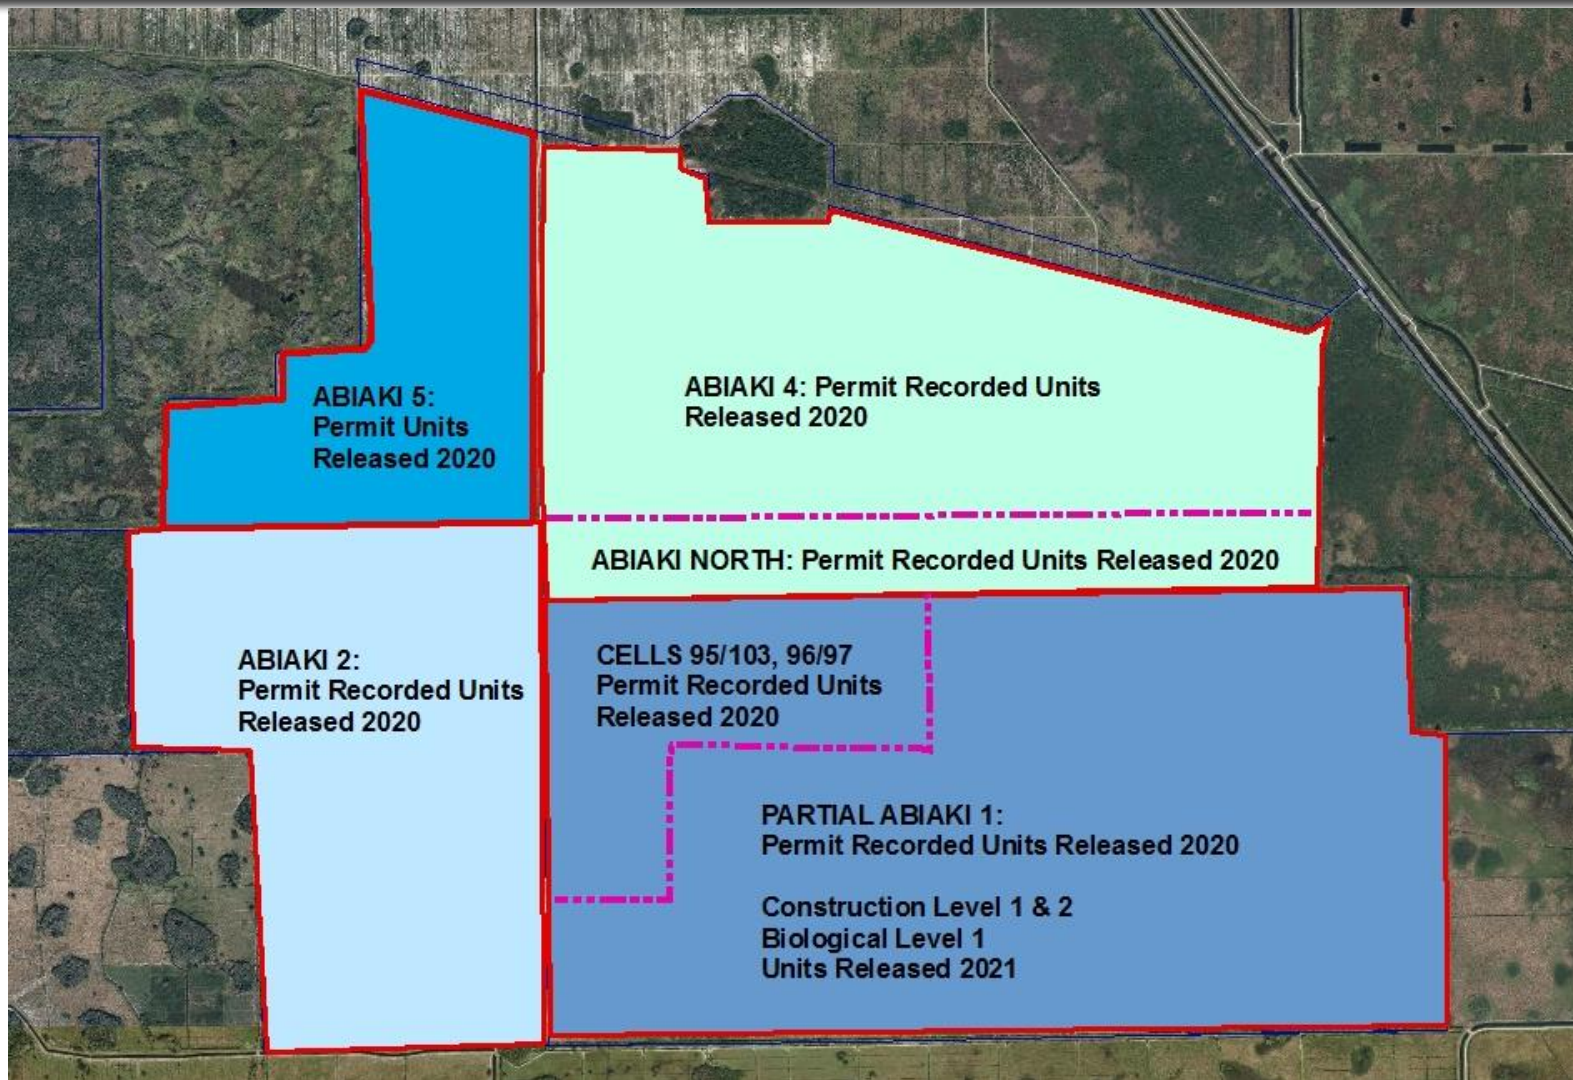 ABIAKI 5:
Permit Units
Released 2020
ABIAKI 4: Permit Recorded Units
Released 2020
ABIAKI NORTH: Permit Recorded Units Released 2020
ABIAKI 2:
Permit Recorded Units
Released 2020
CELLS 95/103, 96/97
Permit Recorded Units
Released 2020
PARTIAL ABIAKI 1:
Permit Recorded Units Released 2020
Construction Level 1 & 2
Biological Level 1
Units Released 2021